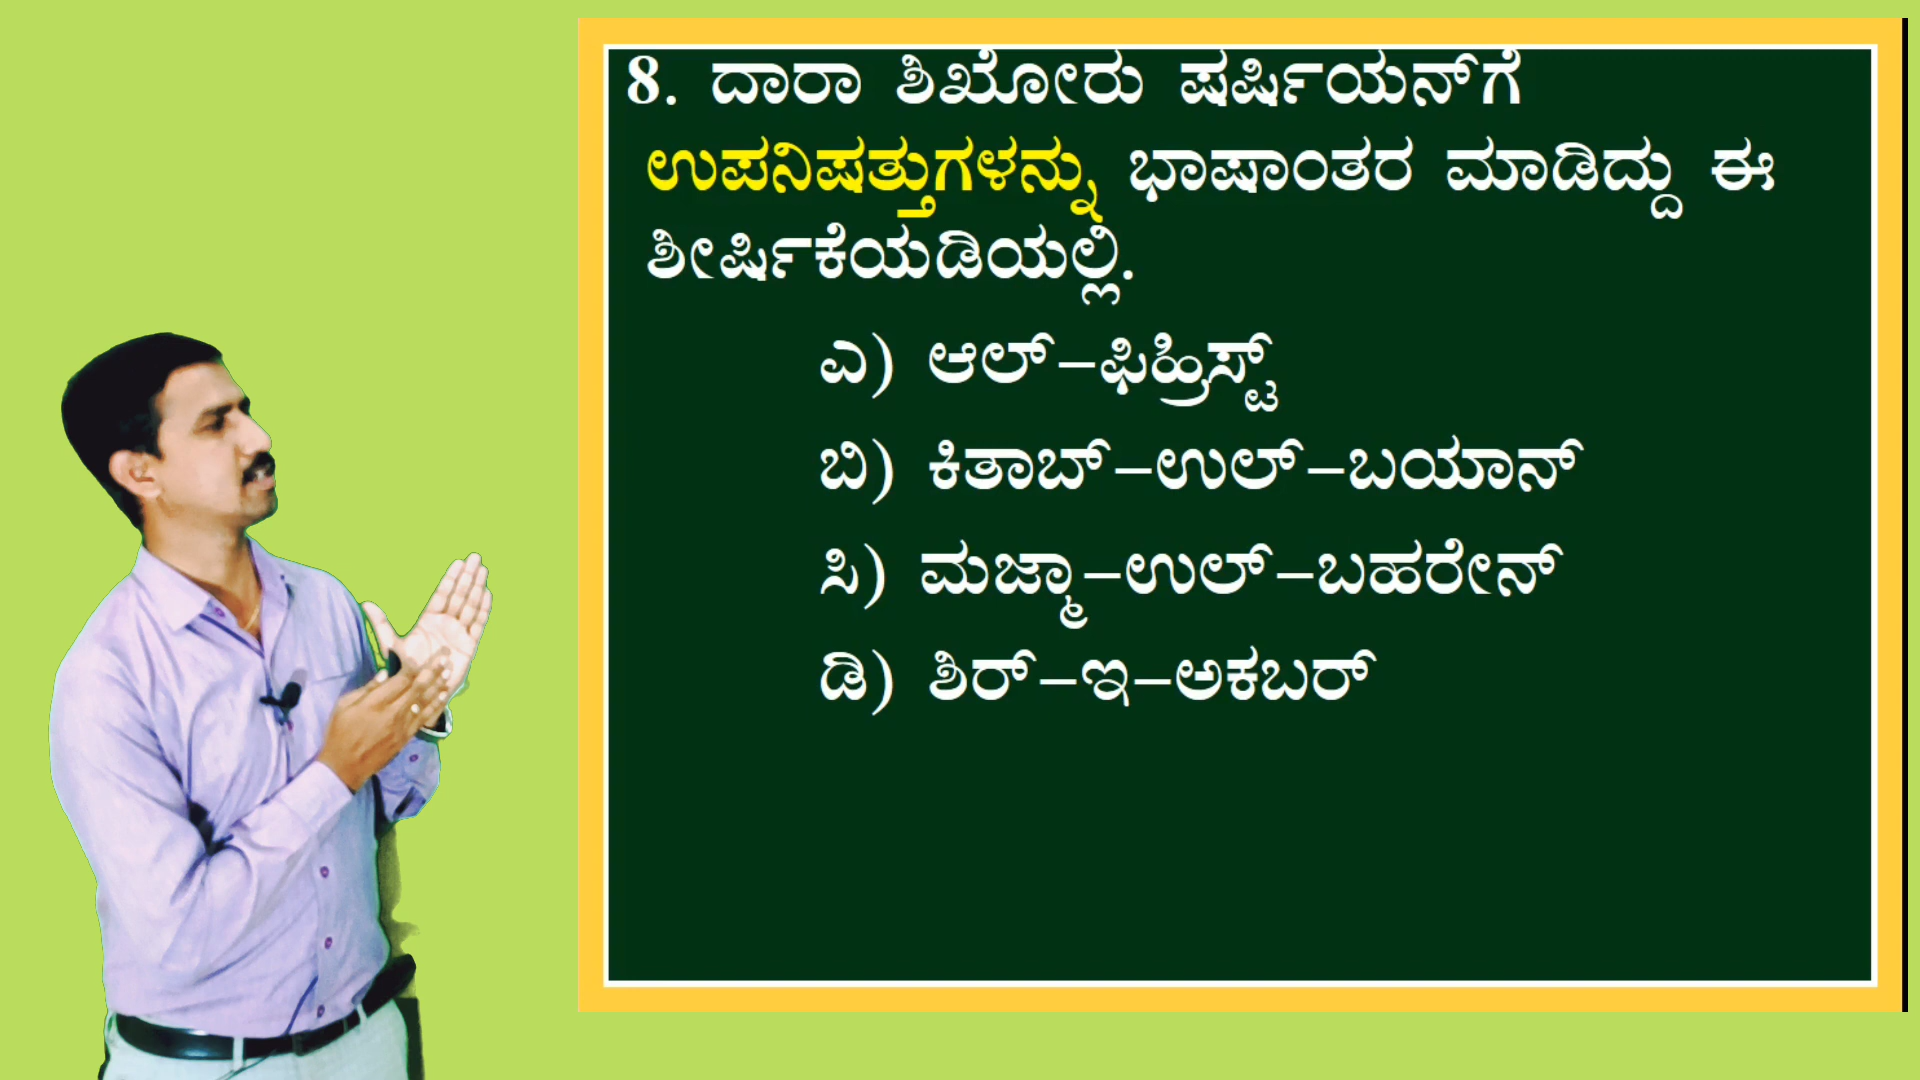 8. ದಾರಾ ಶಿಖೋರು ಷರ್ಷಿಯನ್‌ಗೆ
ಉಪನಿಷತ್ತುಗಳನ್ನು ಭಾಷಾಂತರ ಮಾಡಿದ್ದು ಈ
ಶೀರ್ಷಿಕೆಯಡಿಯಲ್ಲಿ.
ಎ) ಆಲ್–ಫಿಹ್ರಿಸ್ಟ್
ಬಿ) ಕಿತಾಬ್–ಉಲ್–ಬಯಾನ್
ಸಿ) ಮಜ್ಮಾ–ಉಲ್–ಬಹರೇನ್
ಡಿ) ಶಿರ್–ಇ–ಅಕಬರ್